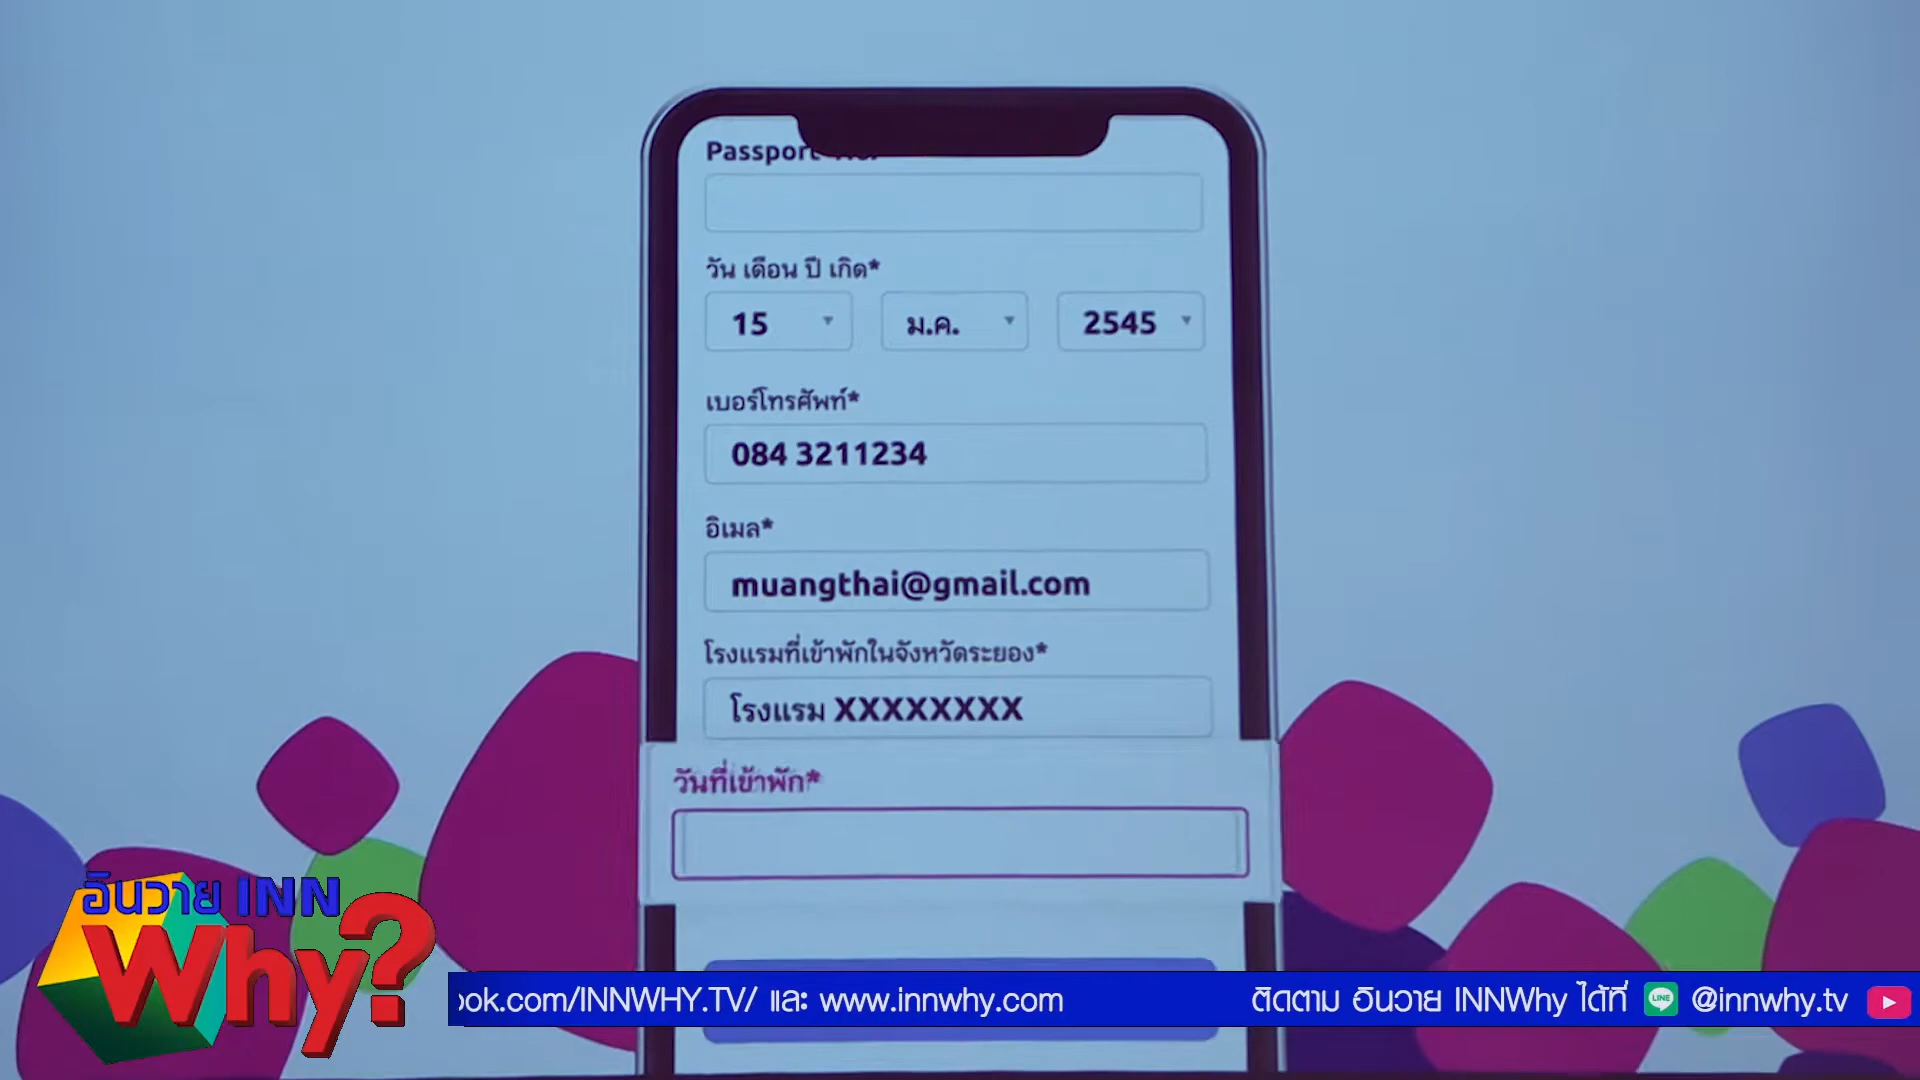 Passport No.
วัน เดือน ปี เกิด*
15 ม.ค. 2545
เบอร์โทรศัพท์*
084 3211234
อิเมล*
muangthai@gmail.com
โรงแรมที่เข้าพักในจังหวัดระยอง*
โรงแรม XXXXXXXX
วันที่เข้าพัก*
อินวาย INN
Why?
ook.com/INNWHY.TV/ และ www.innwhy.com ติดตาม อินวาย INNWhy ได้ที่ LINE @innwhy.tv